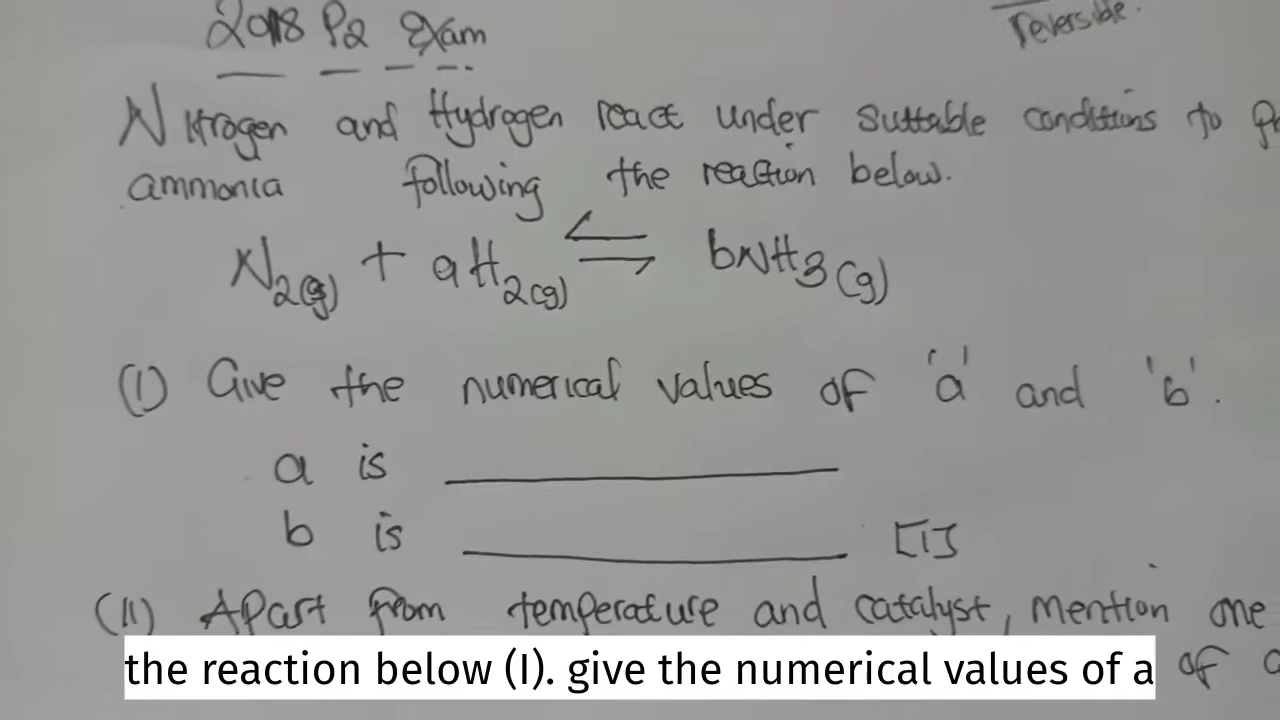 2018 P2 Exam
reversible.
Nitrogen and Hydrogen react under suitable conditions to
ammonia following the reaction below.
N2(g) + aH2(g) ⇌ bNH3(g)
(I) Give the numerical values of 'a' and 'b'.
a is
b is [1]
(II) Apart from temperature and catalyst, mention one
of
the reaction below (I). give the numerical values of a